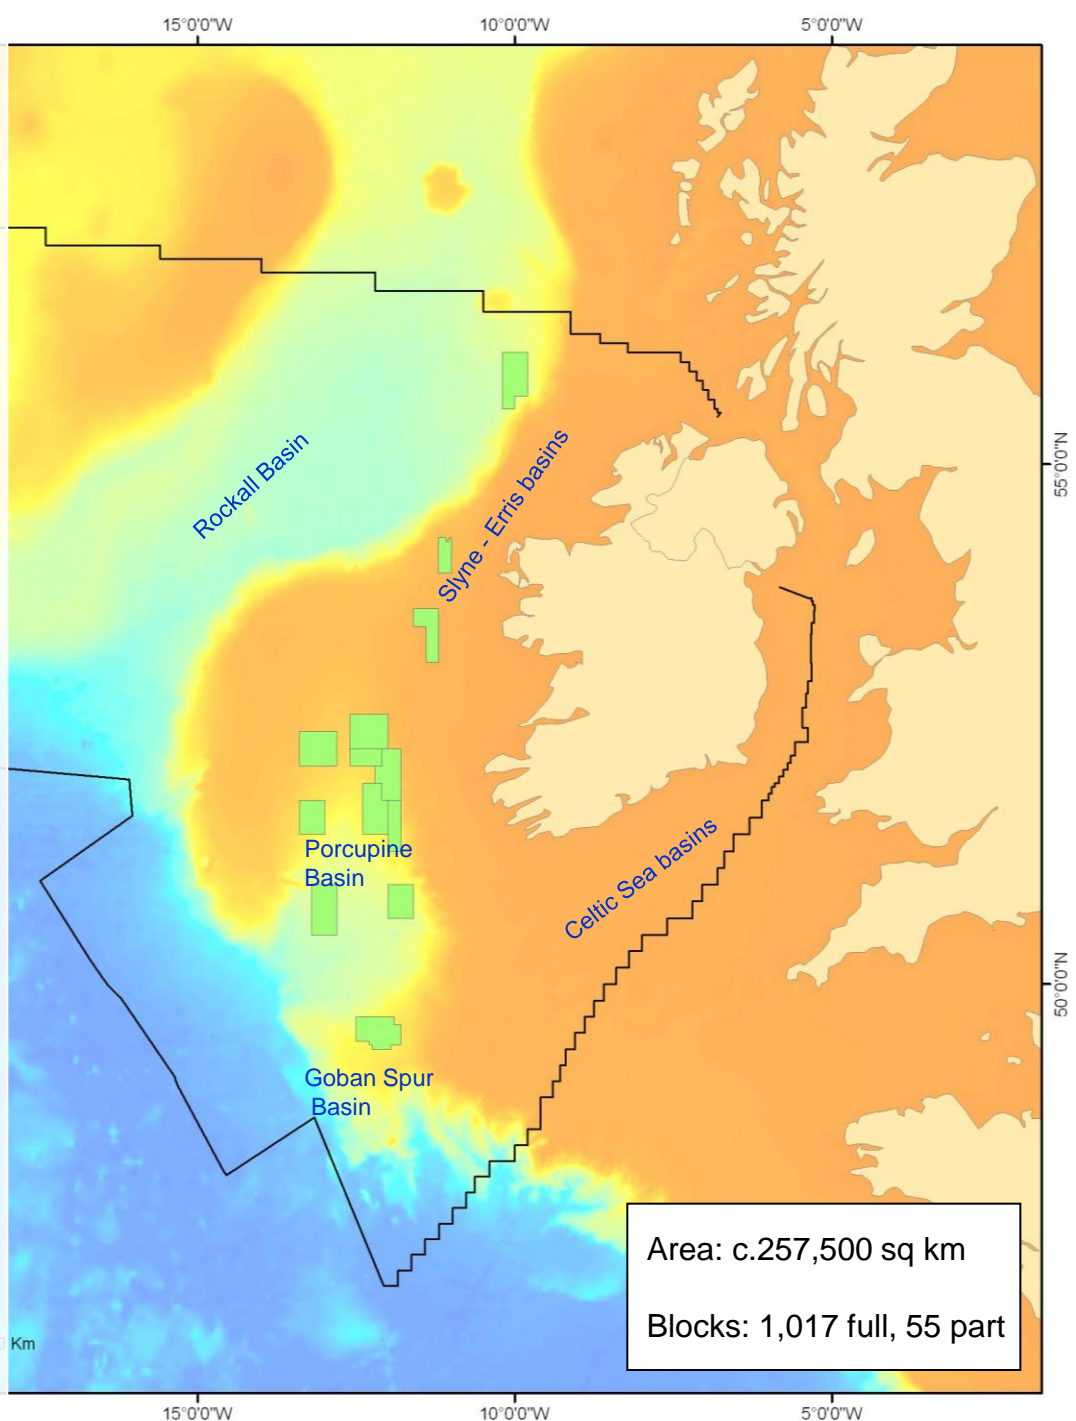 15°0'0"W 10°0'0"W 5°0'0"W
55°0'0"N
Rockall Basin
Slyne - Erris basins
Porcupine
Basin
Celtic Sea basins
50°0'0"N
Goban Spur
Basin
Area: c.257,500 sq km
Blocks: 1,017 full, 55 part
Km
15°0'0"W 10°0'0"W 5°0'0"W